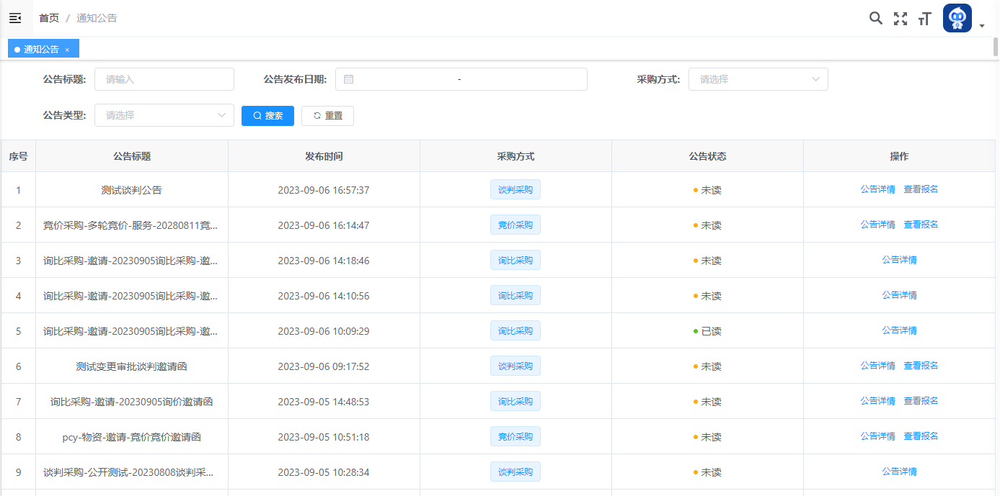 首页 / 通知公告
通知公告 ×
公告标题: 请输入 公告发布日期: - 采购方式: 请选择
公告类型: 请选择 搜索 重置
序号 公告标题 发布时间 采购方式 公告状态 操作
1 测试谈判公告 2023-09-06 16:57:37 谈判采购 未读 公告详情 查看报名
2 竞价采购-多轮竞价-服务-20280811竞... 2023-09-06 16:14:47 竞价采购 未读 公告详情 查看报名
3 询比采购-邀请-20230905询比采购-邀... 2023-09-06 14:18:46 询比采购 未读 公告详情
4 询比采购-邀请-20230905询比采购-邀... 2023-09-06 14:10:56 询比采购 未读 公告详情
5 询比采购-邀请-20230905询比采购-邀... 2023-09-06 10:09:29 询比采购 已读 公告详情
6 测试变更审批谈判邀请函 2023-09-06 09:17:52 谈判采购 未读 公告详情 查看报名
7 询比采购-邀请-20230905询价邀请函 2023-09-05 14:48:53 询比采购 未读 公告详情 查看报名
8 pcy-物资-邀请-竞价竞价邀请函 2023-09-05 10:51:18 竞价采购 未读 公告详情 查看报名
9 谈判采购-公开测试-20230808谈判采... 2023-09-05 10:28:34 谈判采购 未读 公告详情